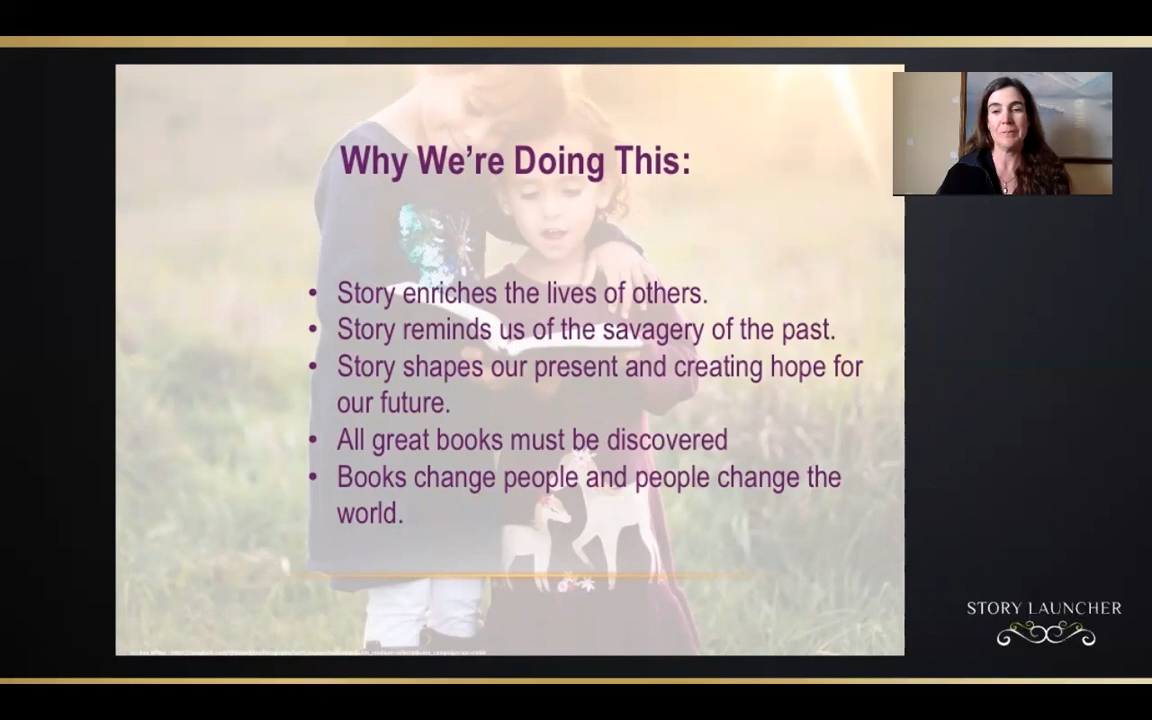 Why We’re Doing This:
• Story enriches the lives of others.
• Story reminds us of the savagery of the past.
• Story shapes our present and creating hope for
our future.
• All great books must be discovered
• Books change people and people change the
world.
STORY LAUNCHER